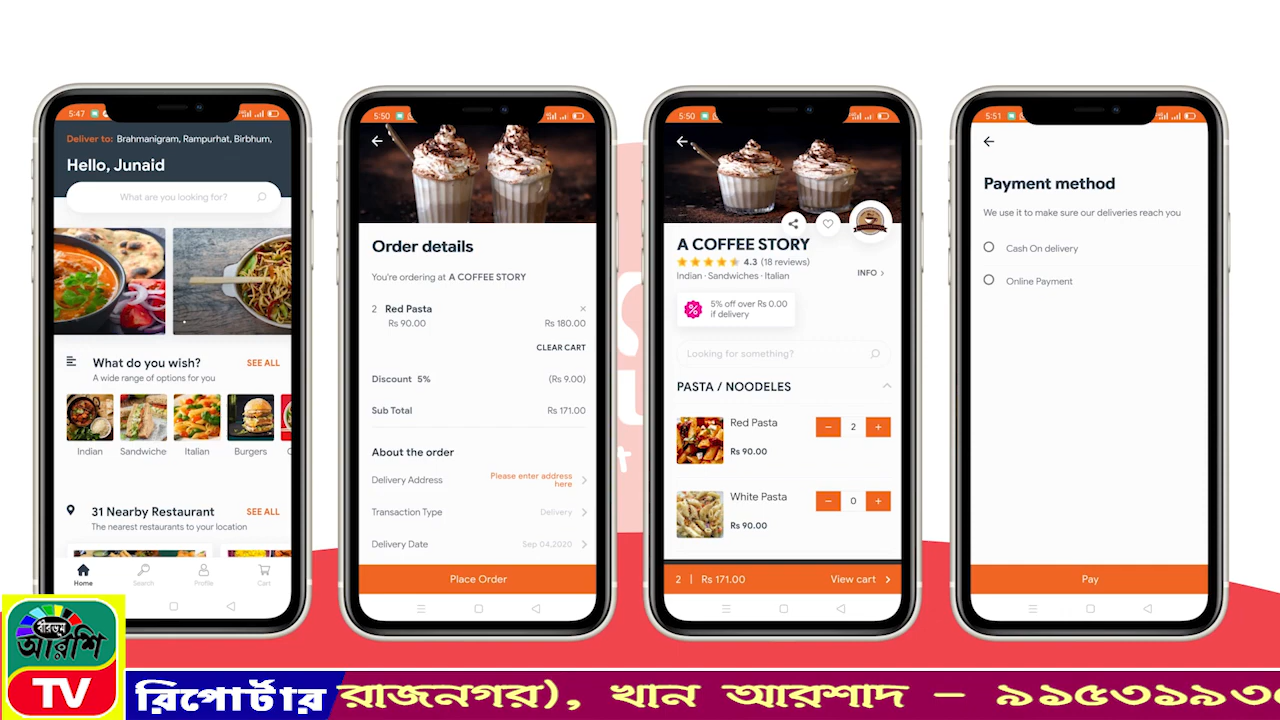 5:47
Deliver to: Brahmanigram, Rampurhat, Birbhum,
Hello, Junaid
What are you looking for?
What do you wish? SEE ALL
A wide range of options for you
Indian Sandwiche Italian Burgers
31 Nearby Restaurant SEE ALL
The nearest restaurants to your location
Home Search Profile Cart
5:50
Order details
You're ordering at A COFFEE STORY
2 Red Pasta ×
Rs 90.00 Rs 180.00
CLEAR CART
Discount 5% (Rs 9.00)
Sub Total Rs 171.00
About the order
Delivery Address Please enter address
here
Transaction Type Delivery
Delivery Date Sep 04,2020
Place Order
5:50
A COFFEE STORY
4.3 (18 reviews)
Indian · Sandwiches · Italian INFO
5% off over Rs 0.00
if delivery
Looking for something?
PASTA / NOODELES
Red Pasta
− 2 +
Rs 90.00
White Pasta
− 0 +
Rs 90.00
2 | Rs 171.00 View cart
5:51
Payment method
We use it to make sure our deliveries reach you
Cash On delivery
Online Payment
Pay
বীরভূম
আরশি
TV
রিপোর্টার রাজনগর), খান আরশাদ – ৯১৫৩১৯৩